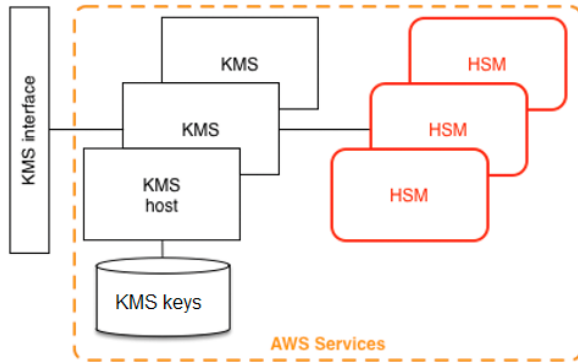 KMS interface
KMS
KMS
KMS
host
KMS keys
HSM
HSM
HSM
AWS Services